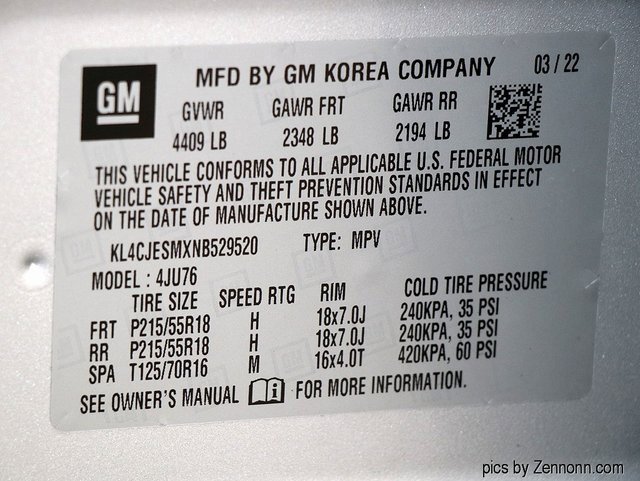 GM
MFD BY GM KOREA COMPANY 03 / 22
GVWR GAWR FRT GAWR RR
4409 LB 2348 LB 2194 LB
THIS VEHICLE CONFORMS TO ALL APPLICABLE U.S. FEDERAL MOTOR
VEHICLE SAFETY AND THEFT PREVENTION STANDARDS IN EFFECT
ON THE DATE OF MANUFACTURE SHOWN ABOVE.
KL4CJESMXNB529520 TYPE: MPV
MODEL : 4JU76
TIRE SIZE SPEED RTG RIM COLD TIRE PRESSURE
FRT P215/55R18 H 18x7.0J 240KPA, 35 PSI
RR P215/55R18 H 18x7.0J 240KPA, 35 PSI
SPA T125/70R16 M 16x4.0T 420KPA, 60 PSI
SEE OWNER'S MANUAL i FOR MORE INFORMATION.
pics by Zennonn.com